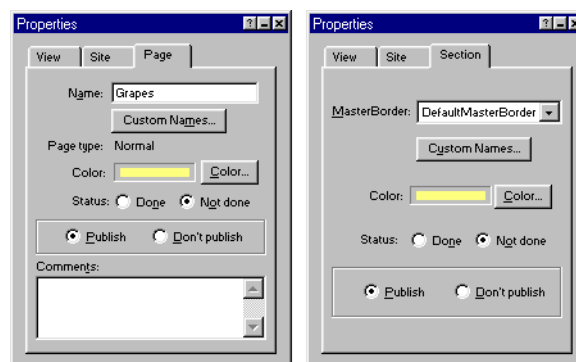 Properties
View Site Page
Name: Grapes
Custom Names...
Page type: Normal
Color: Color...
Status: Done Not done
Publish Don't publish
Comments:
Properties
View Site Section
MasterBorder: DefaultMasterBorder
Custom Names...
Color: Color...
Status: Done Not done
Publish Don't publish